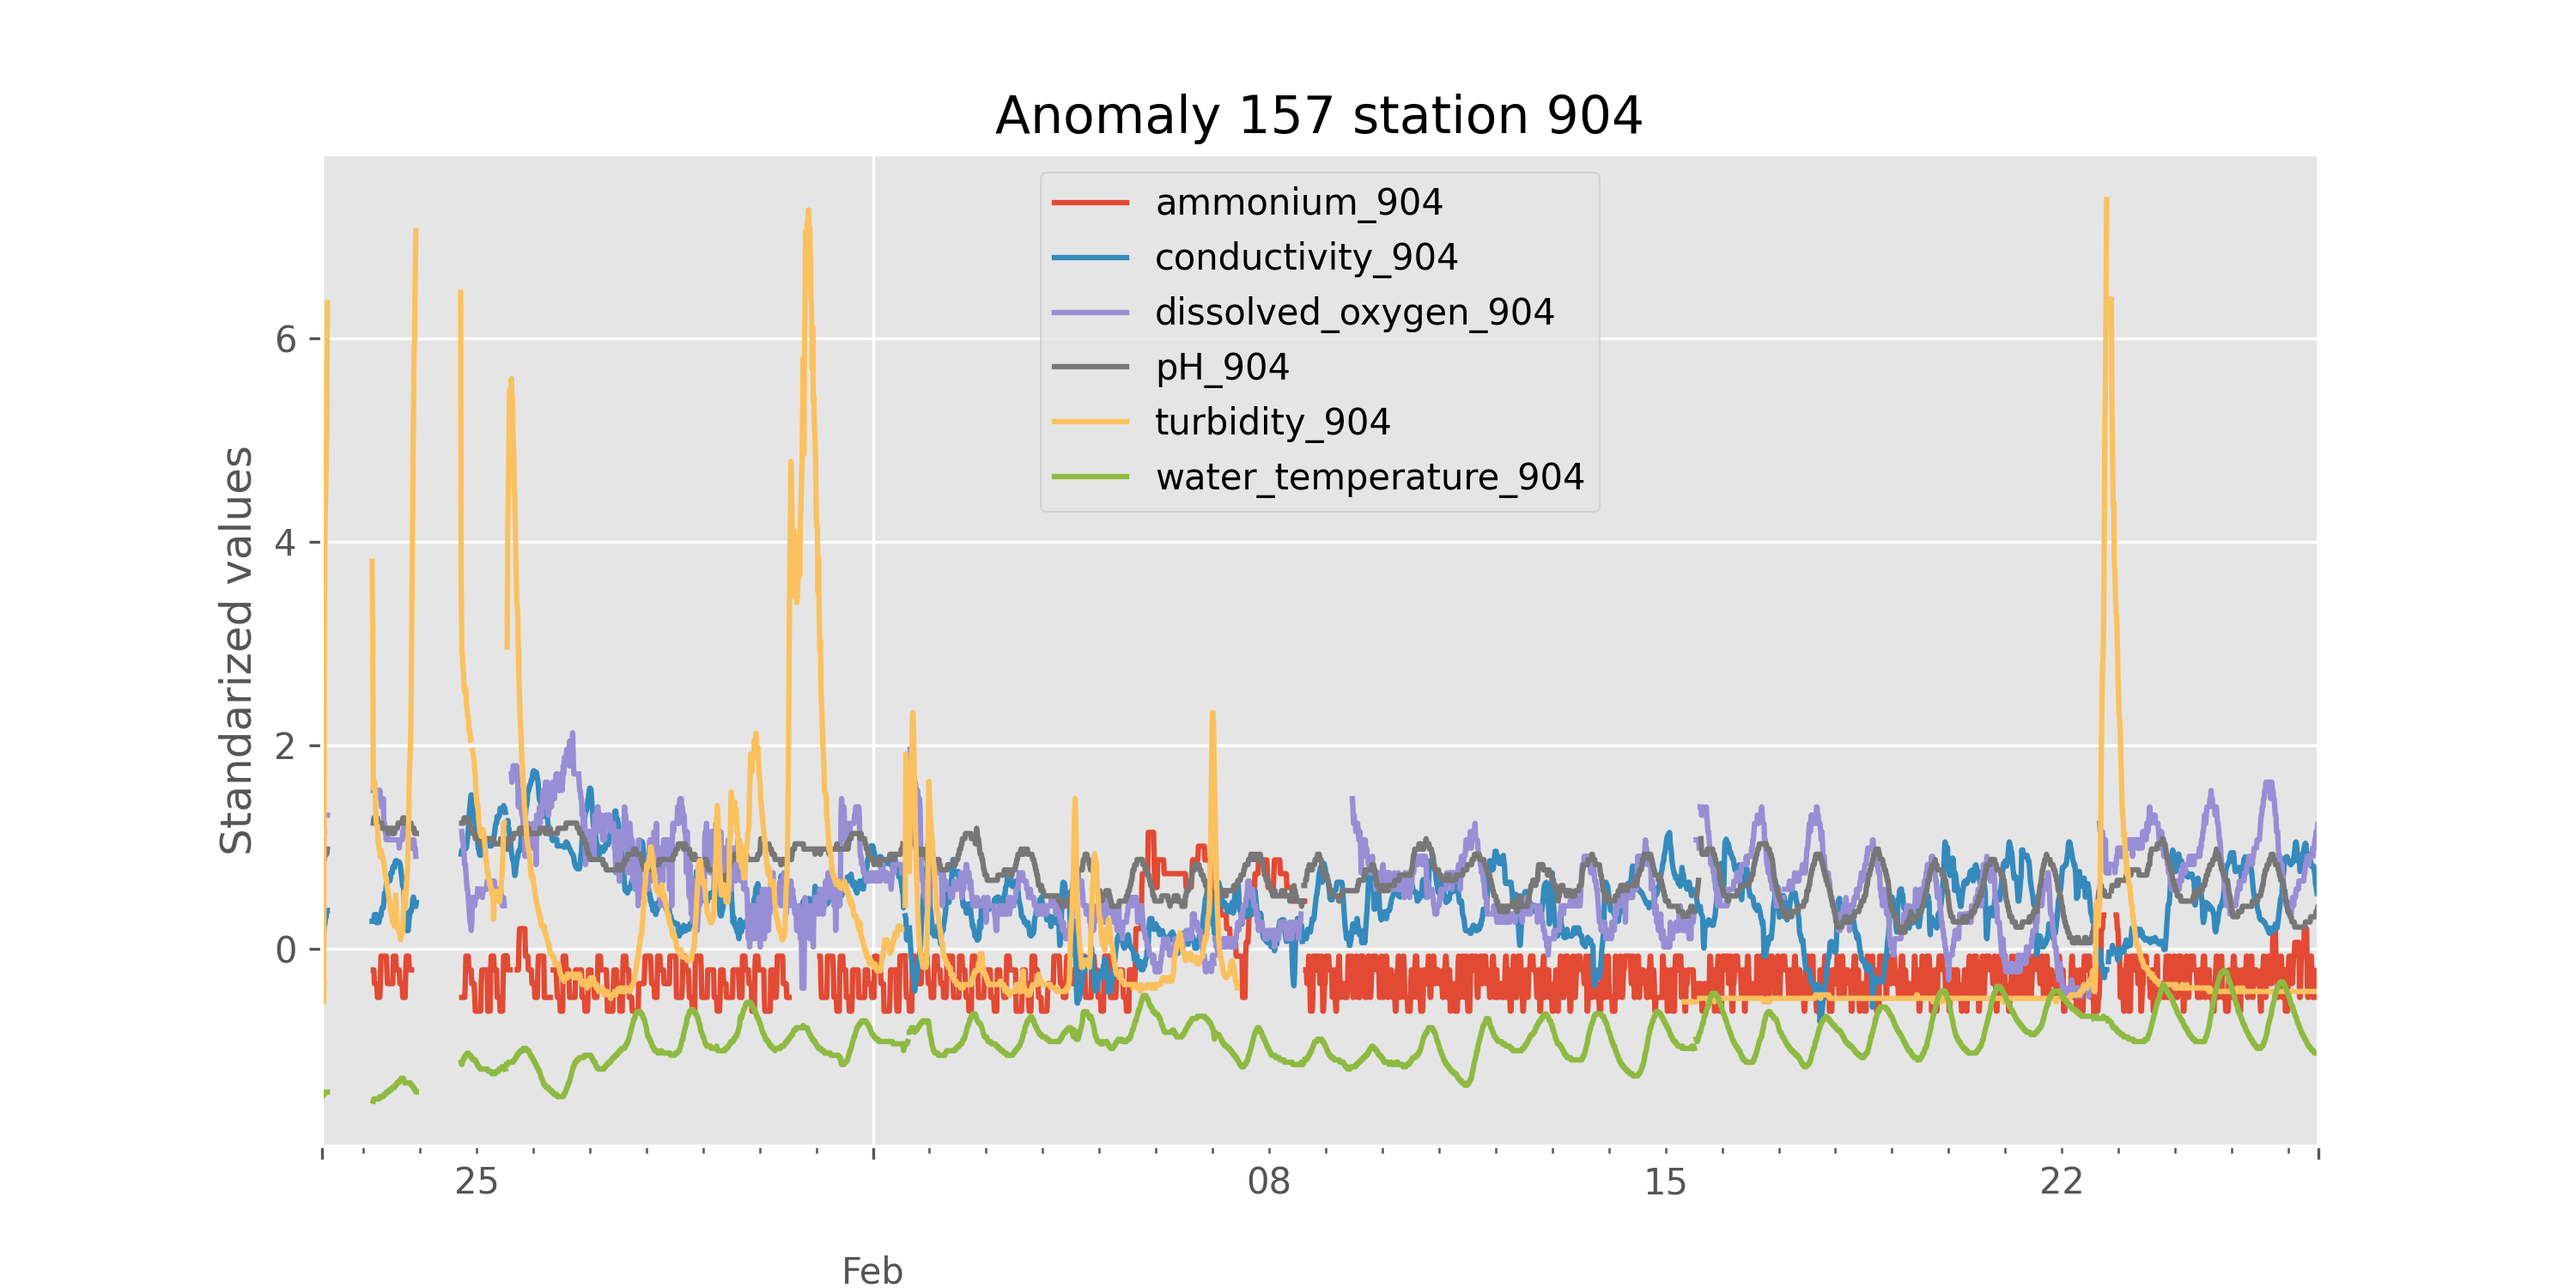 Anomaly 157 station 904
ammonium_904
conductivity_904
dissolved_oxygen_904
pH_904
turbidity_904
water_temperature_904
Standarized values
6
4
2
0
25
08
15
22
Feb